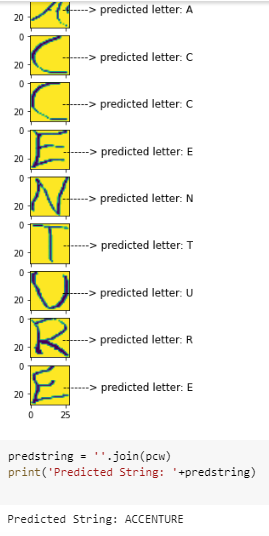 20 A ----> predicted letter: A
0
20 C ----> predicted letter: C
0
20 C ----> predicted letter: C
0
20 E ----> predicted letter: E
0
20 N ----> predicted letter: N
0
20 T ----> predicted letter: T
0
20 U ----> predicted letter: U
0
20 R ----> predicted letter: R
0
20 E ----> predicted letter: E
0 25
predstring = ''.join(pcw)
print('Predicted String: '+predstring)
Predicted String: ACCENTURE